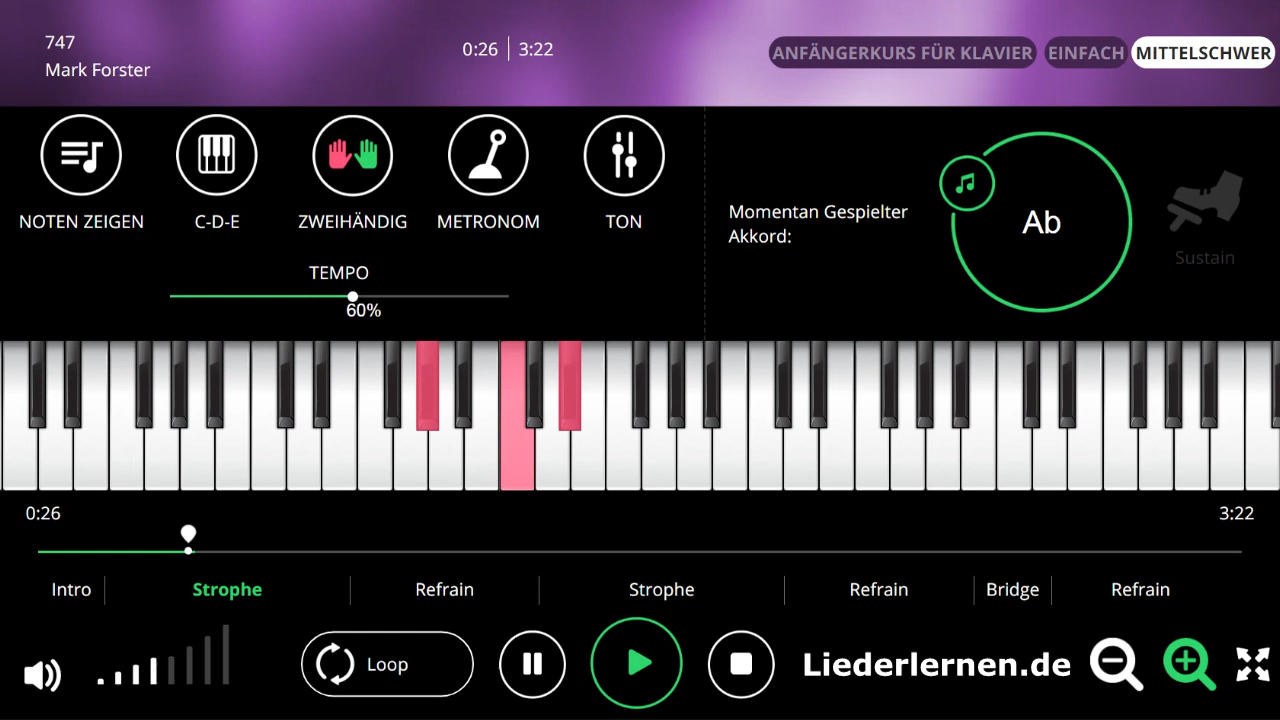 747
Mark Forster
0:26 | 3:22
ANFÄNGERKURS FÜR KLAVIER
EINFACH
MITTELSCHWER
NOTEN ZEIGEN
C-D-E
ZWEIHÄNDIG
METRONOM
TON
TEMPO
60%
Momentan Gespielter
Akkord:
Ab
Sustain
0:26
3:22
Intro
Strophe
Refrain
Strophe
Refrain
Bridge
Refrain
Loop
Liederlernen.de